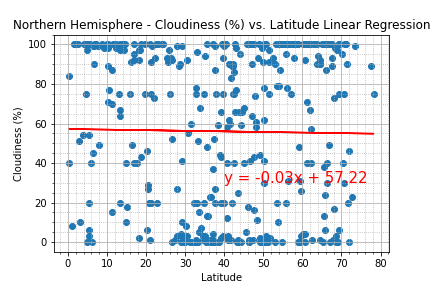 Northern Hemisphere - Cloudiness (%) vs. Latitude Linear Regression
100
80
60
40
20
0
Cloudiness (%)
y = -0.03x + 57.22
0 10 20 30 40 50 60 70 80
Latitude